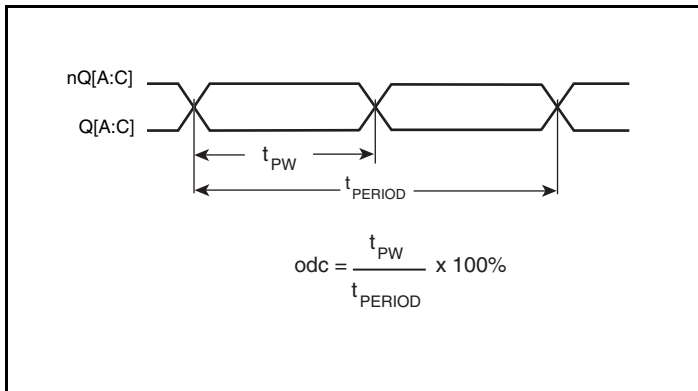 nQ[A:C]
Q[A:C]
tPW
tPERIOD
odc = tPW / tPERIOD x 100%